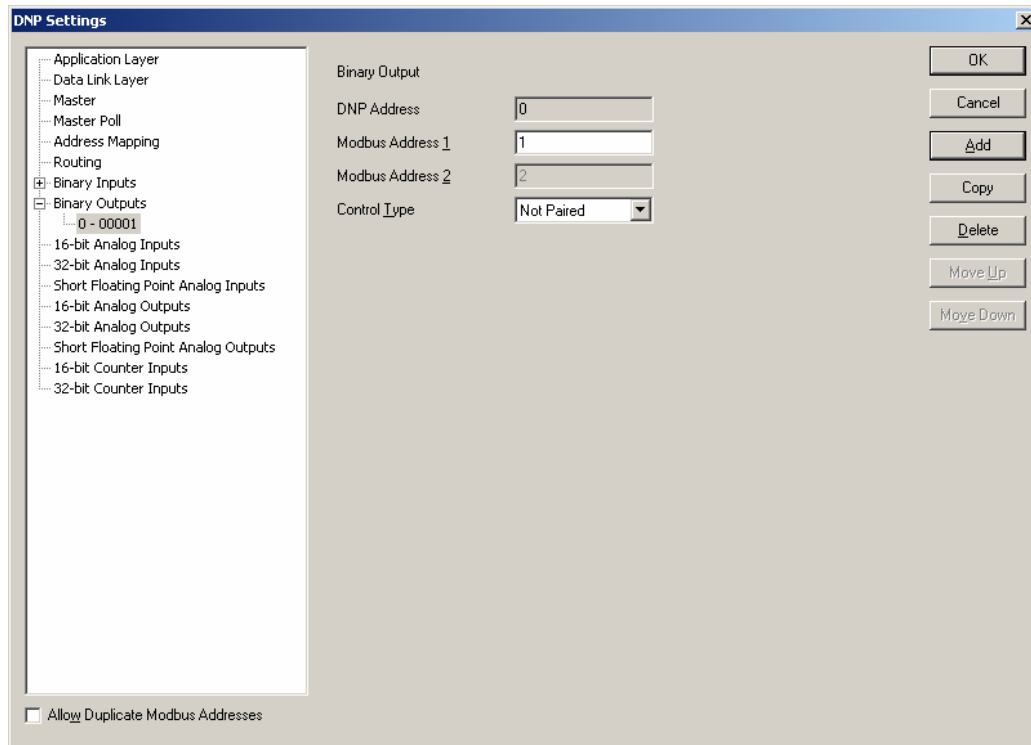 DNP Settings
Application Layer
Data Link Layer
Master
Master Poll
Address Mapping
Routing
Binary Inputs
Binary Outputs
0 - 00001
16-bit Analog Inputs
32-bit Analog Inputs
Short Floating Point Analog Inputs
16-bit Analog Outputs
32-bit Analog Outputs
Short Floating Point Analog Outputs
16-bit Counter Inputs
32-bit Counter Inputs
Allow Duplicate Modbus Addresses
Binary Output
DNP Address 0
Modbus Address 1 1
Modbus Address 2 2
Control Type Not Paired
OK
Cancel
Add
Copy
Delete
Move Up
Move Down